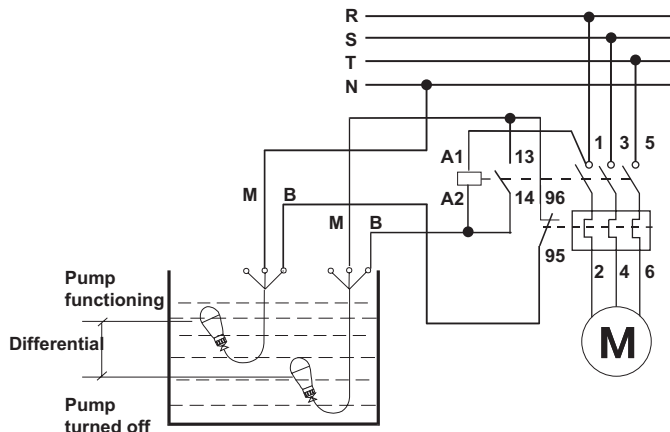 R
S
T
N
1 3 5
A1 13
A2 14 96
M B M B
95
2 4 6
Pump
functioning
Differential
Pump
turned off
M